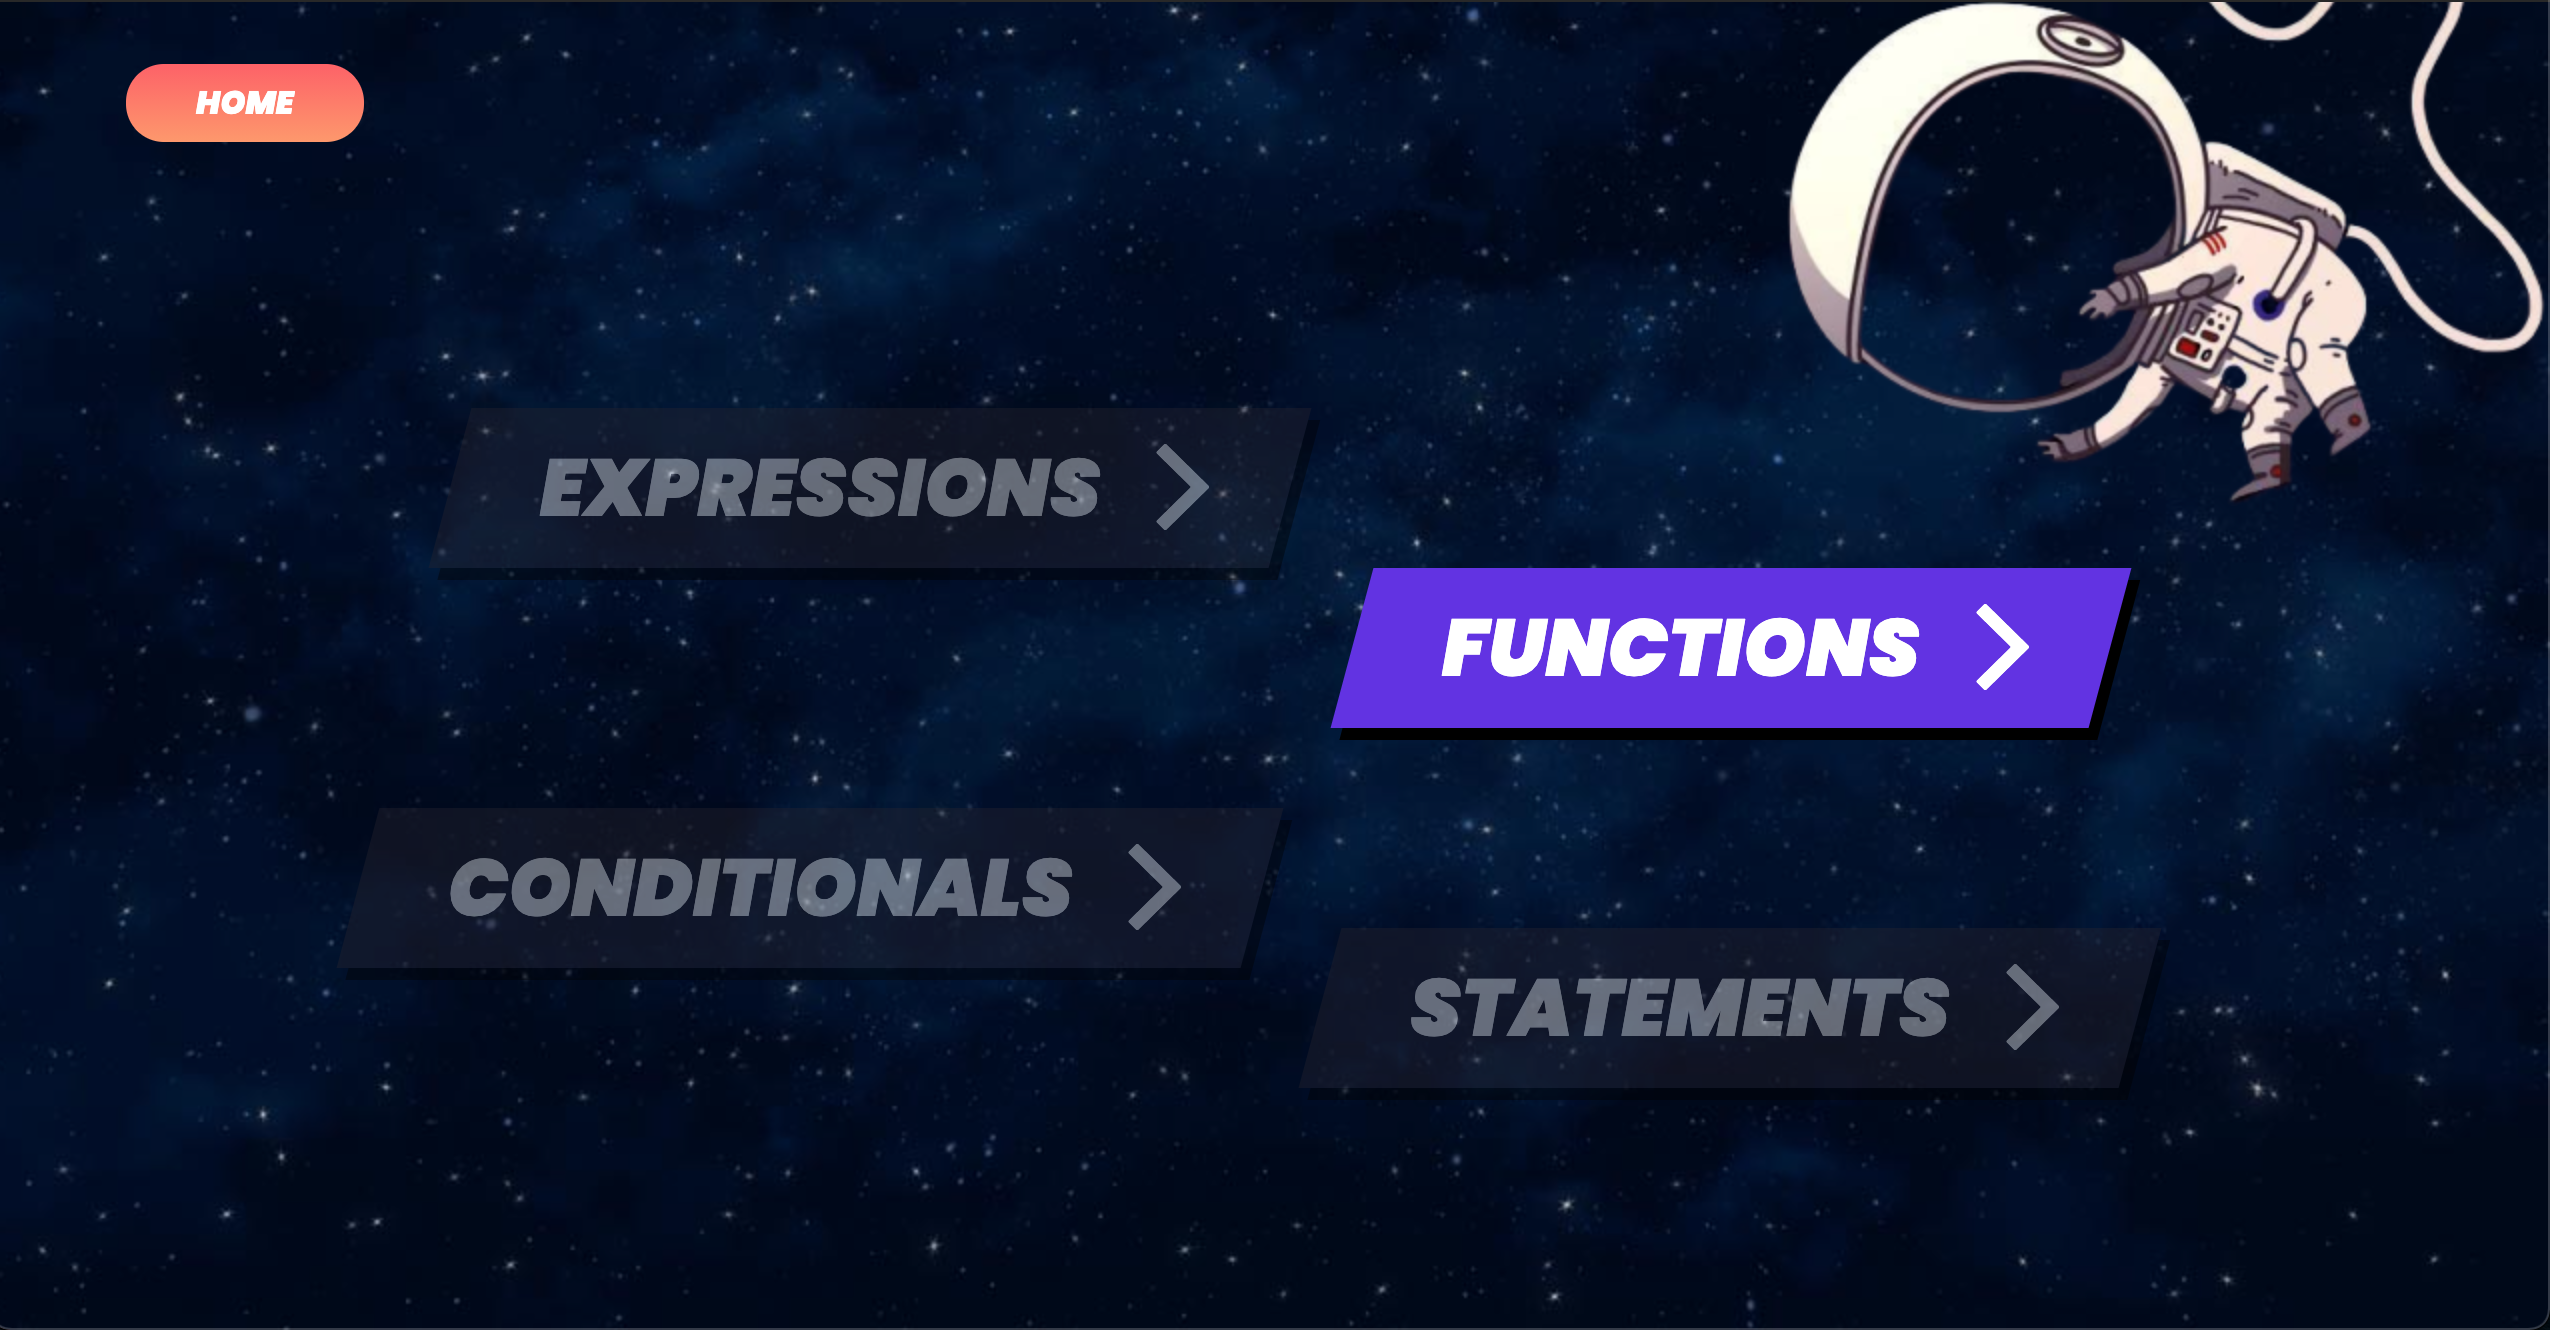 HOME
EXPRESSIONS
FUNCTIONS
CONDITIONALS
STATEMENTS